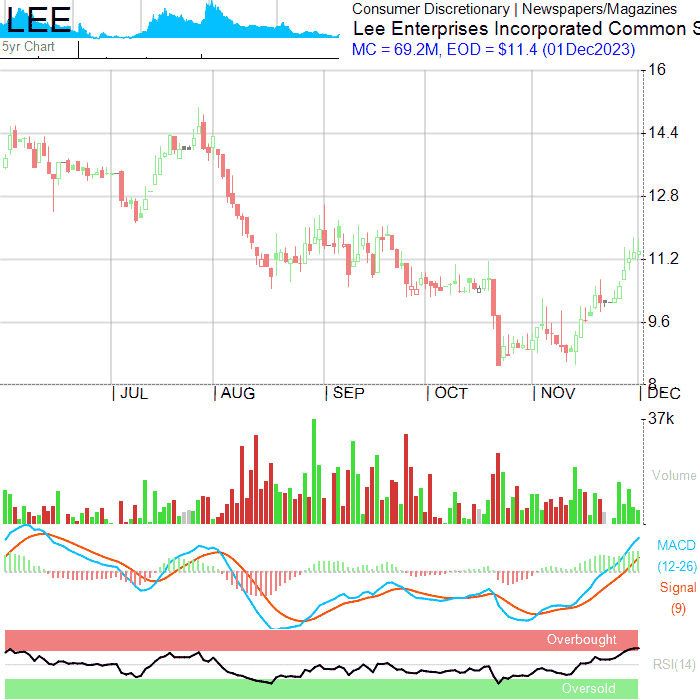 LEE
5yr Chart
Consumer Discretionary | Newspapers/Magazines
Lee Enterprises Incorporated Common S
MC = 69.2M, EOD = $11.4 (01Dec2023)
16
14.4
12.8
11.2
9.6
8
JUL AUG SEP OCT NOV DEC
37k
Volume
MACD
(12-26)
Signal
(9)
Overbought
RSI(14)
Oversold